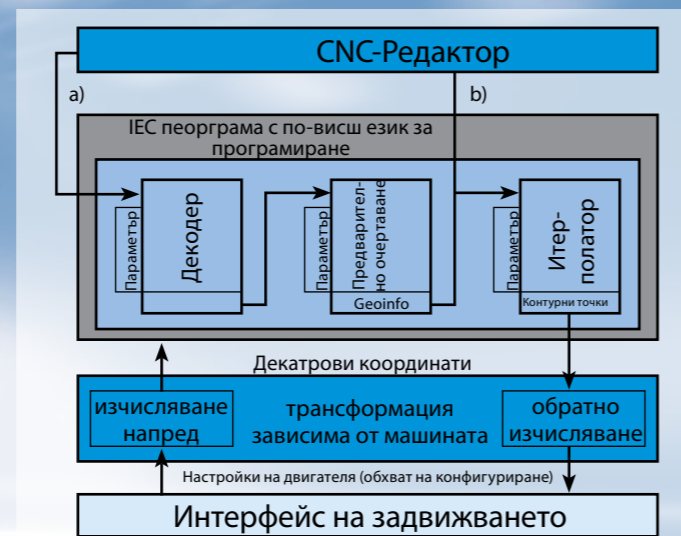 CNC-Редактор
a)
b)
IEC пеорграма с по-висш език за
програмиране
Параметър
Декодер
Параметър
Предварител-
но очертаване
Geoinfo
Параметър
Итер-
полатор
Контурни точки
Декатрови координати
изчисляване
напред
трансформация
зависима от машината
обратно
изчисляване
Настройки на двигателя (обхват на конфигуриране)
Интерфейс на задвижването